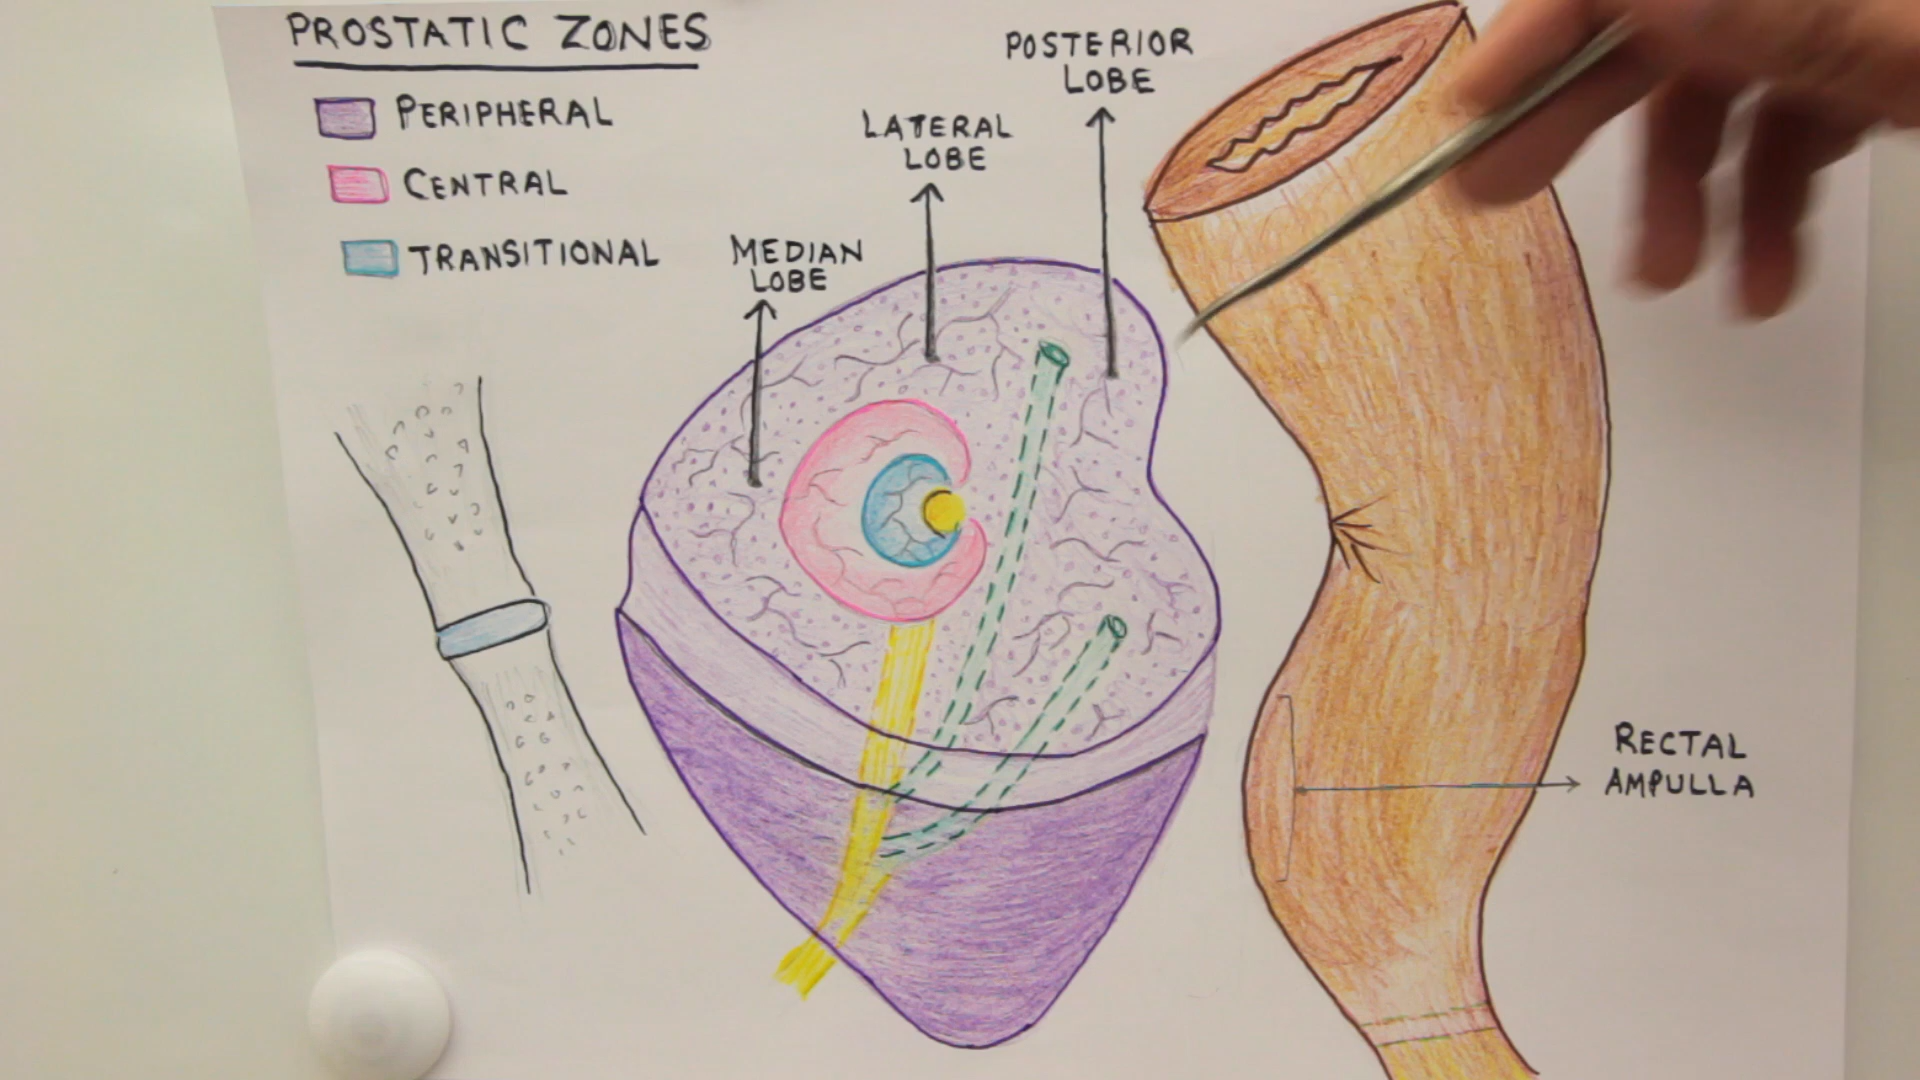 PROSTATIC ZONES
PERIPHERAL
CENTRAL
TRANSITIONAL
MEDIAN
LOBE
LATERAL
LOBE
POSTERIOR
LOBE
RECTAL
AMPULLA